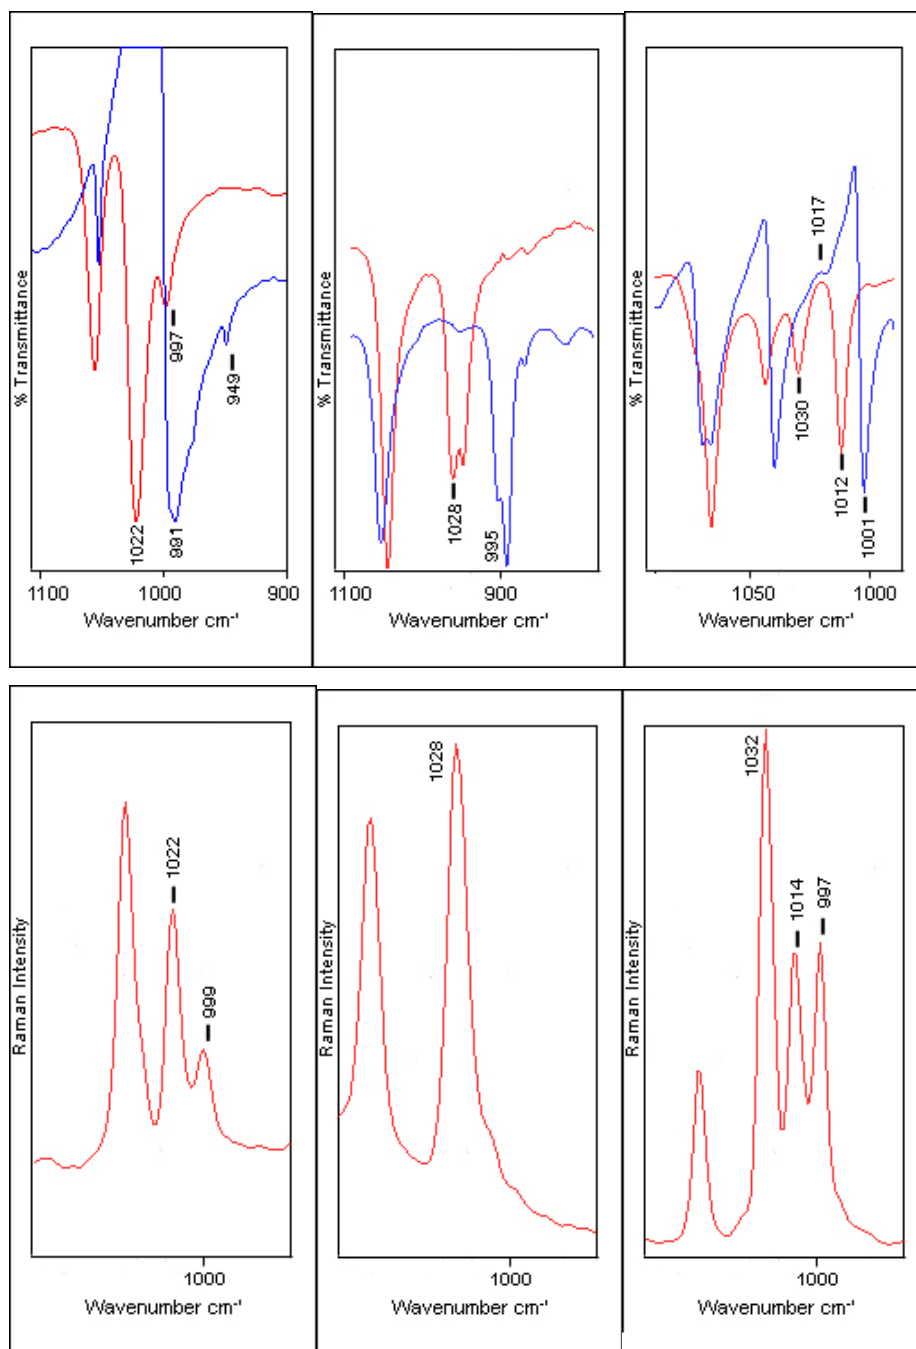 % Transmittance
997
949
1022
991
1100
1000
900
Wavenumber cm⁻¹
% Transmittance
1028
995
1100
900
Wavenumber cm⁻¹
% Transmittance
1017
1030
1012
1001
1050
1000
Wavenumber cm⁻¹
Raman Intensity
1022
999
1000
Wavenumber cm⁻¹
Raman Intensity
1028
1000
Wavenumber cm⁻¹
Raman Intensity
1032
1014
997
1000
Wavenumber cm⁻¹